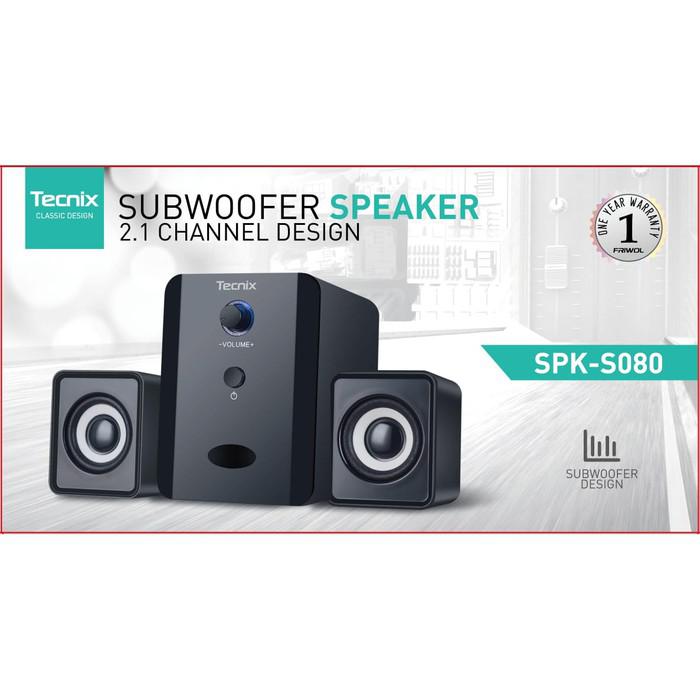 Tecnix
CLASSIC DESIGN
SUBWOOFER SPEAKER
2.1 CHANNEL DESIGN
ONE YEAR WARRANTY
1
FRIWOL
Tecnix
-VOLUME+
SPK-S080
SUBWOOFER
DESIGN